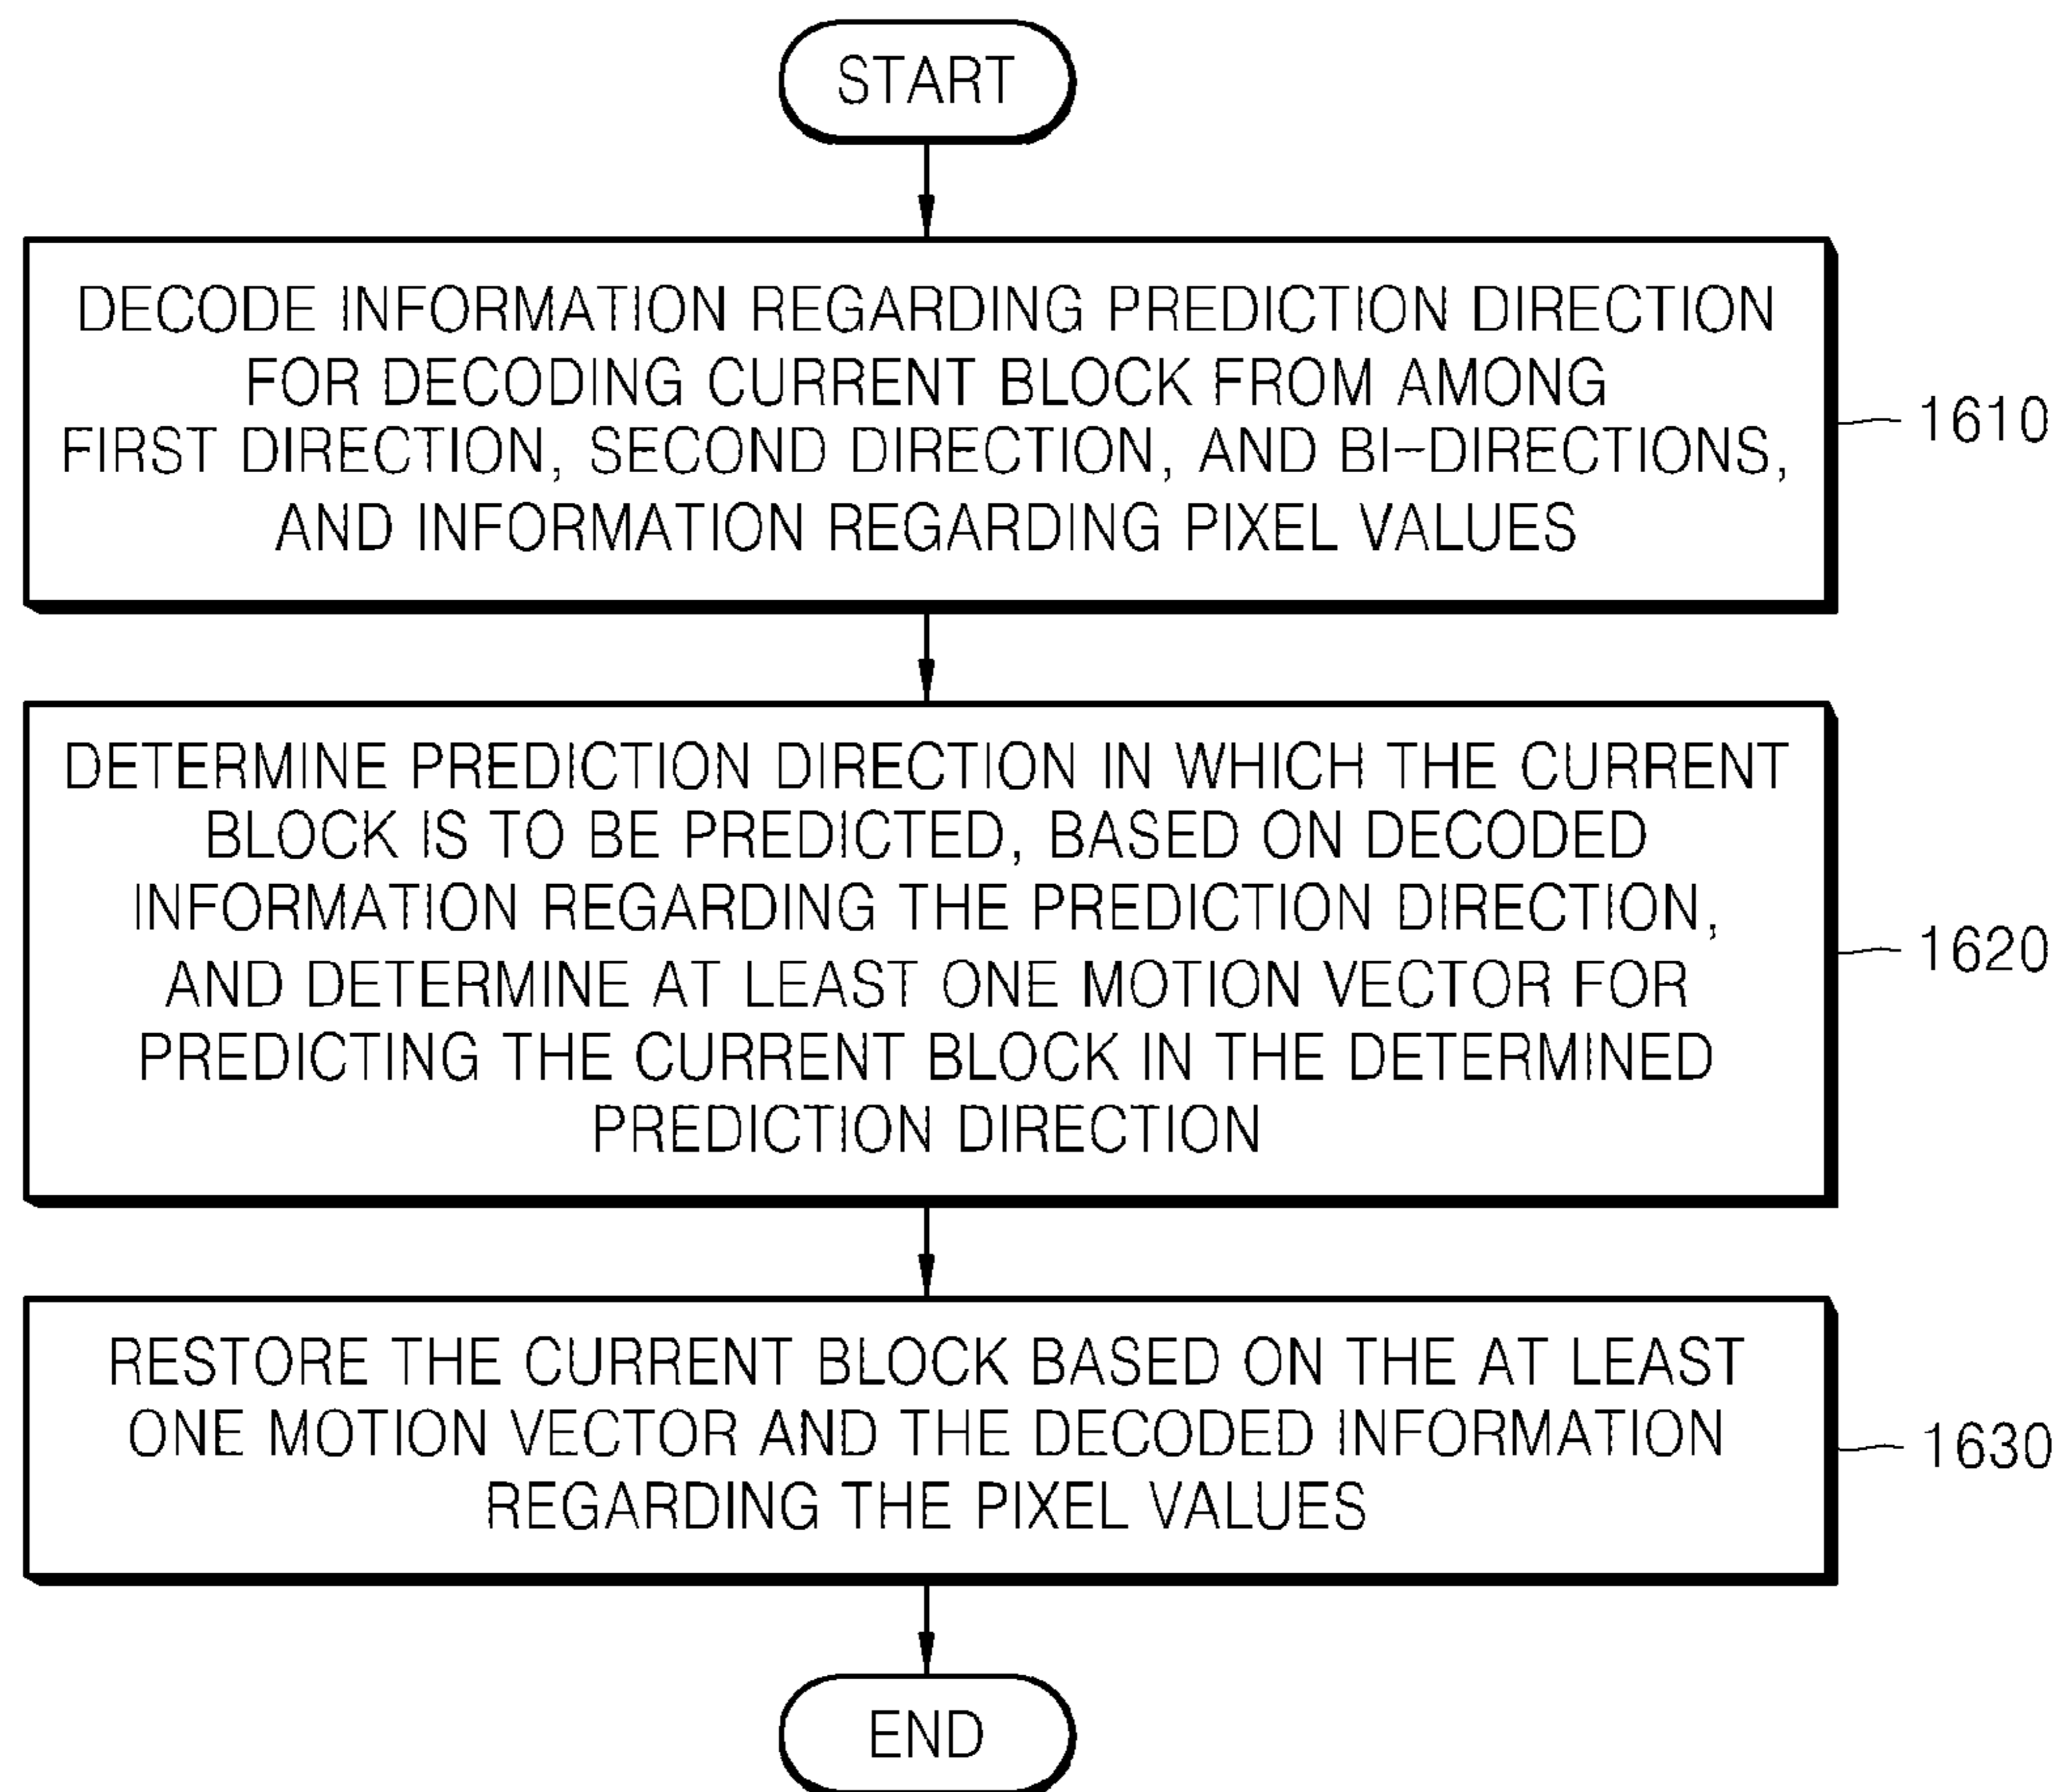 START
DECODE INFORMATION REGARDING PREDICTION DIRECTION
FOR DECODING CURRENT BLOCK FROM AMONG
FIRST DIRECTION, SECOND DIRECTION, AND BI-DIRECTIONS,
AND INFORMATION REGARDING PIXEL VALUES
1610
DETERMINE PREDICTION DIRECTION IN WHICH THE CURRENT
BLOCK IS TO BE PREDICTED, BASED ON DECODED
INFORMATION REGARDING THE PREDICTION DIRECTION,
AND DETERMINE AT LEAST ONE MOTION VECTOR FOR
PREDICTING THE CURRENT BLOCK IN THE DETERMINED
PREDICTION DIRECTION
1620
RESTORE THE CURRENT BLOCK BASED ON THE AT LEAST
ONE MOTION VECTOR AND THE DECODED INFORMATION
REGARDING THE PIXEL VALUES
1630
END